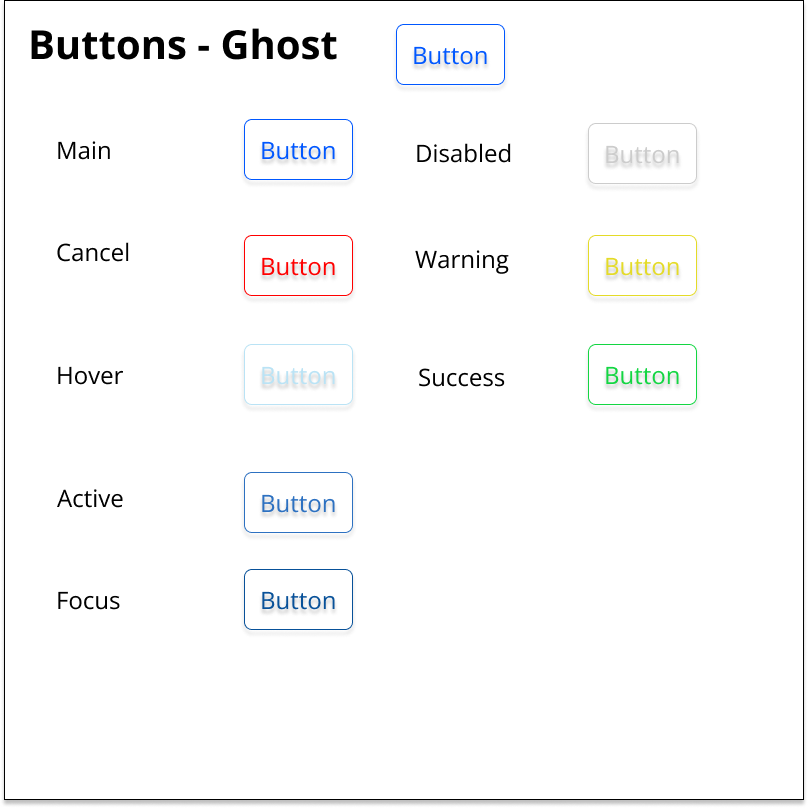 Buttons - Ghost
Button
Main
Button
Disabled
Button
Cancel
Button
Warning
Button
Hover
Button
Success
Button
Active
Button
Focus
Button